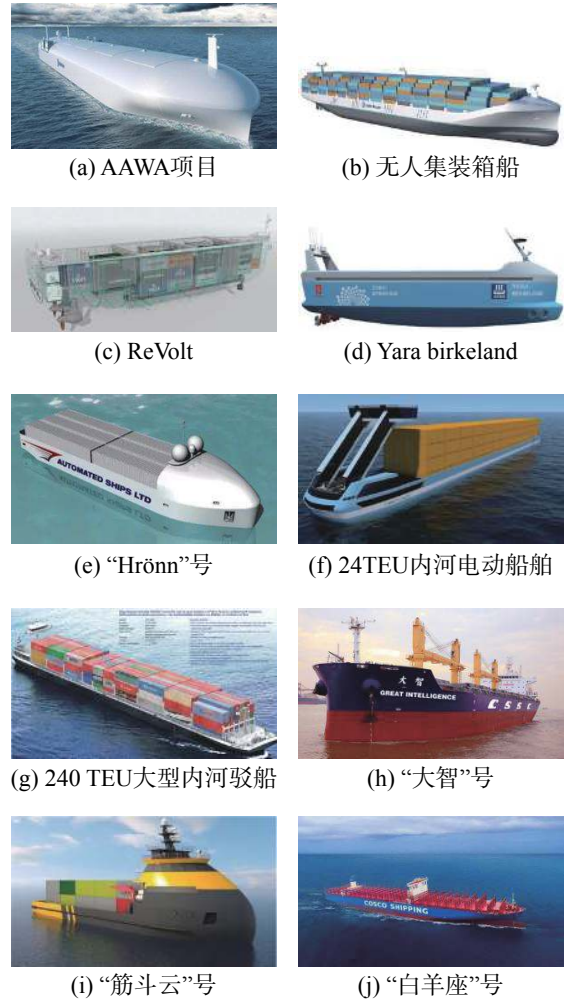 (a) AAWA项目
(b) 无人集装箱船
(c) ReVolt
(d) Yara birkeland
AUTOMATED SHIPS LTD
(e) “Hrönn”号
(f) 24TEU内河电动船舶
(g) 240 TEU大型内河驳船
大智
GREAT INTELLIGENCE
CSSC
(h) “大智”号
(i) “筋斗云”号
COSCO SHIPPING
(j) “白羊座”号